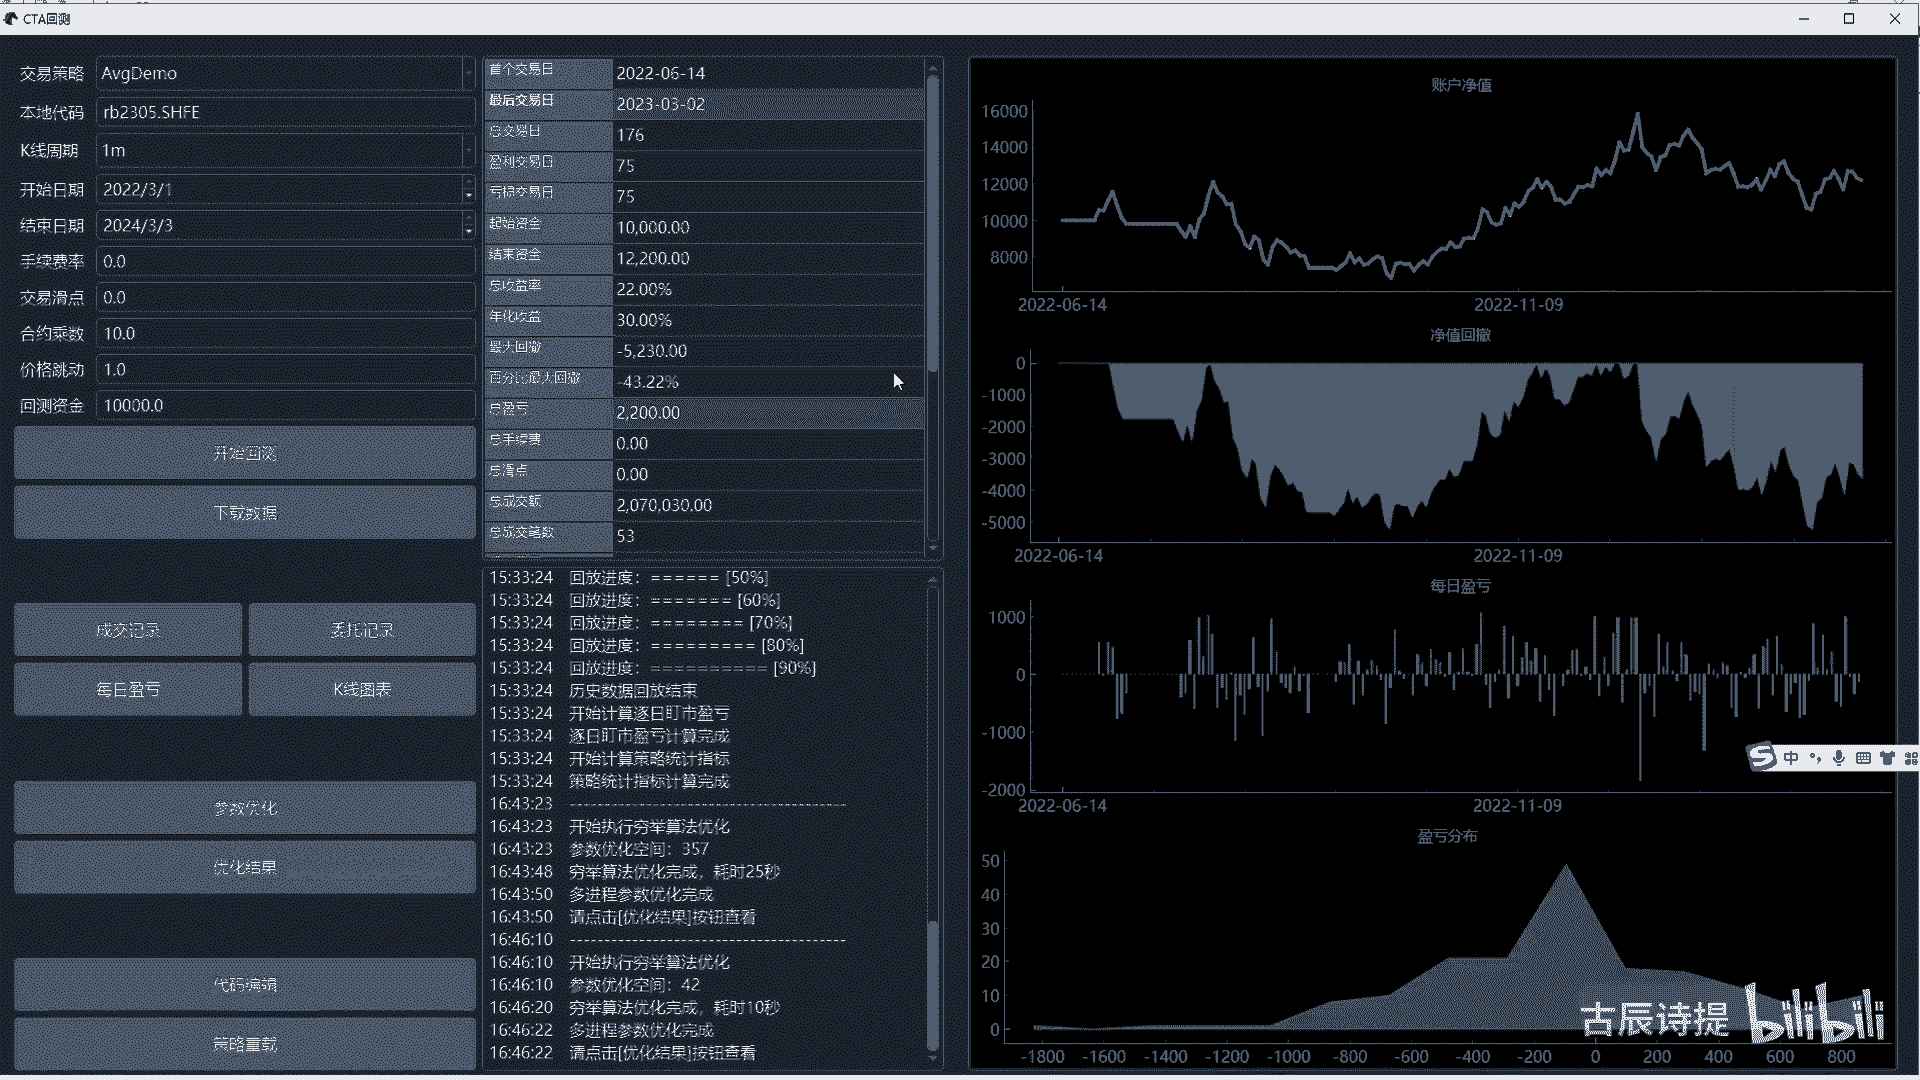 CTA回测
交易策略 AvgDemo
本地代码 rb2305.SHFE
K线周期 1m
开始日期 2022/3/1
结束日期 2024/3/3
手续费率 0.0
交易滑点 0.0
合约乘数 10.0
价格跳动 1.0
回测资金 10000.0
开始回测
下载数据
成交记录 委托记录
每日盈亏 K线图表
参数优化
优化结果
代码编辑
策略重载
首个交易日 2022-06-14
最后交易日 2023-03-02
总交易日 176
盈利交易日 75
亏损交易日 75
起始资金 10,000.00
结束资金 12,200.00
总收益率 22.00%
年化收益 30.00%
最大回撤 -5,230.00
百分比最大回撤 -43.22%
总盈亏 2,200.00
总手续费 0.00
总滑点 0.00
总成交额 2,070,030.00
总成交笔数 53
15:33:24 回放进度：====== [50%]
15:33:24 回放进度：======= [60%]
15:33:24 回放进度：======== [70%]
15:33:24 回放进度：========= [80%]
15:33:24 回放进度：========== [90%]
15:33:24 历史数据回放结束
15:33:24 开始计算逐日盯市盈亏
15:33:24 逐日盯市盈亏计算完成
15:33:24 开始计算策略统计指标
15:33:24 策略统计指标计算完成
16:43:23 ----------------------------------------
16:43:23 开始执行穷举算法优化
16:43:23 参数优化空间：357
16:43:48 穷举算法优化完成，耗时25秒
16:43:50 多进程参数优化完成
16:43:50 请点击[优化结果]按钮查看
16:46:10 ----------------------------------------
16:46:10 开始执行穷举算法优化
16:46:10 参数优化空间：42
16:46:20 穷举算法优化完成，耗时10秒
16:46:22 多进程参数优化完成
16:46:22 请点击[优化结果]按钮查看
账户净值
16000
14000
12000
10000
8000
2022-06-14 2022-11-09
净值回撤
0
-1000
-2000
-3000
-4000
-5000
2022-06-14 2022-11-09
每日盈亏
1000
0
-1000
-2000
2022-06-14 2022-11-09
中
盈亏分布
50
40
30
20
10
0
-1800 -1600 -1400 -1200 -1000 -800 -600 -400 -200 0 200 400 600 800
古辰诗提 bilibili